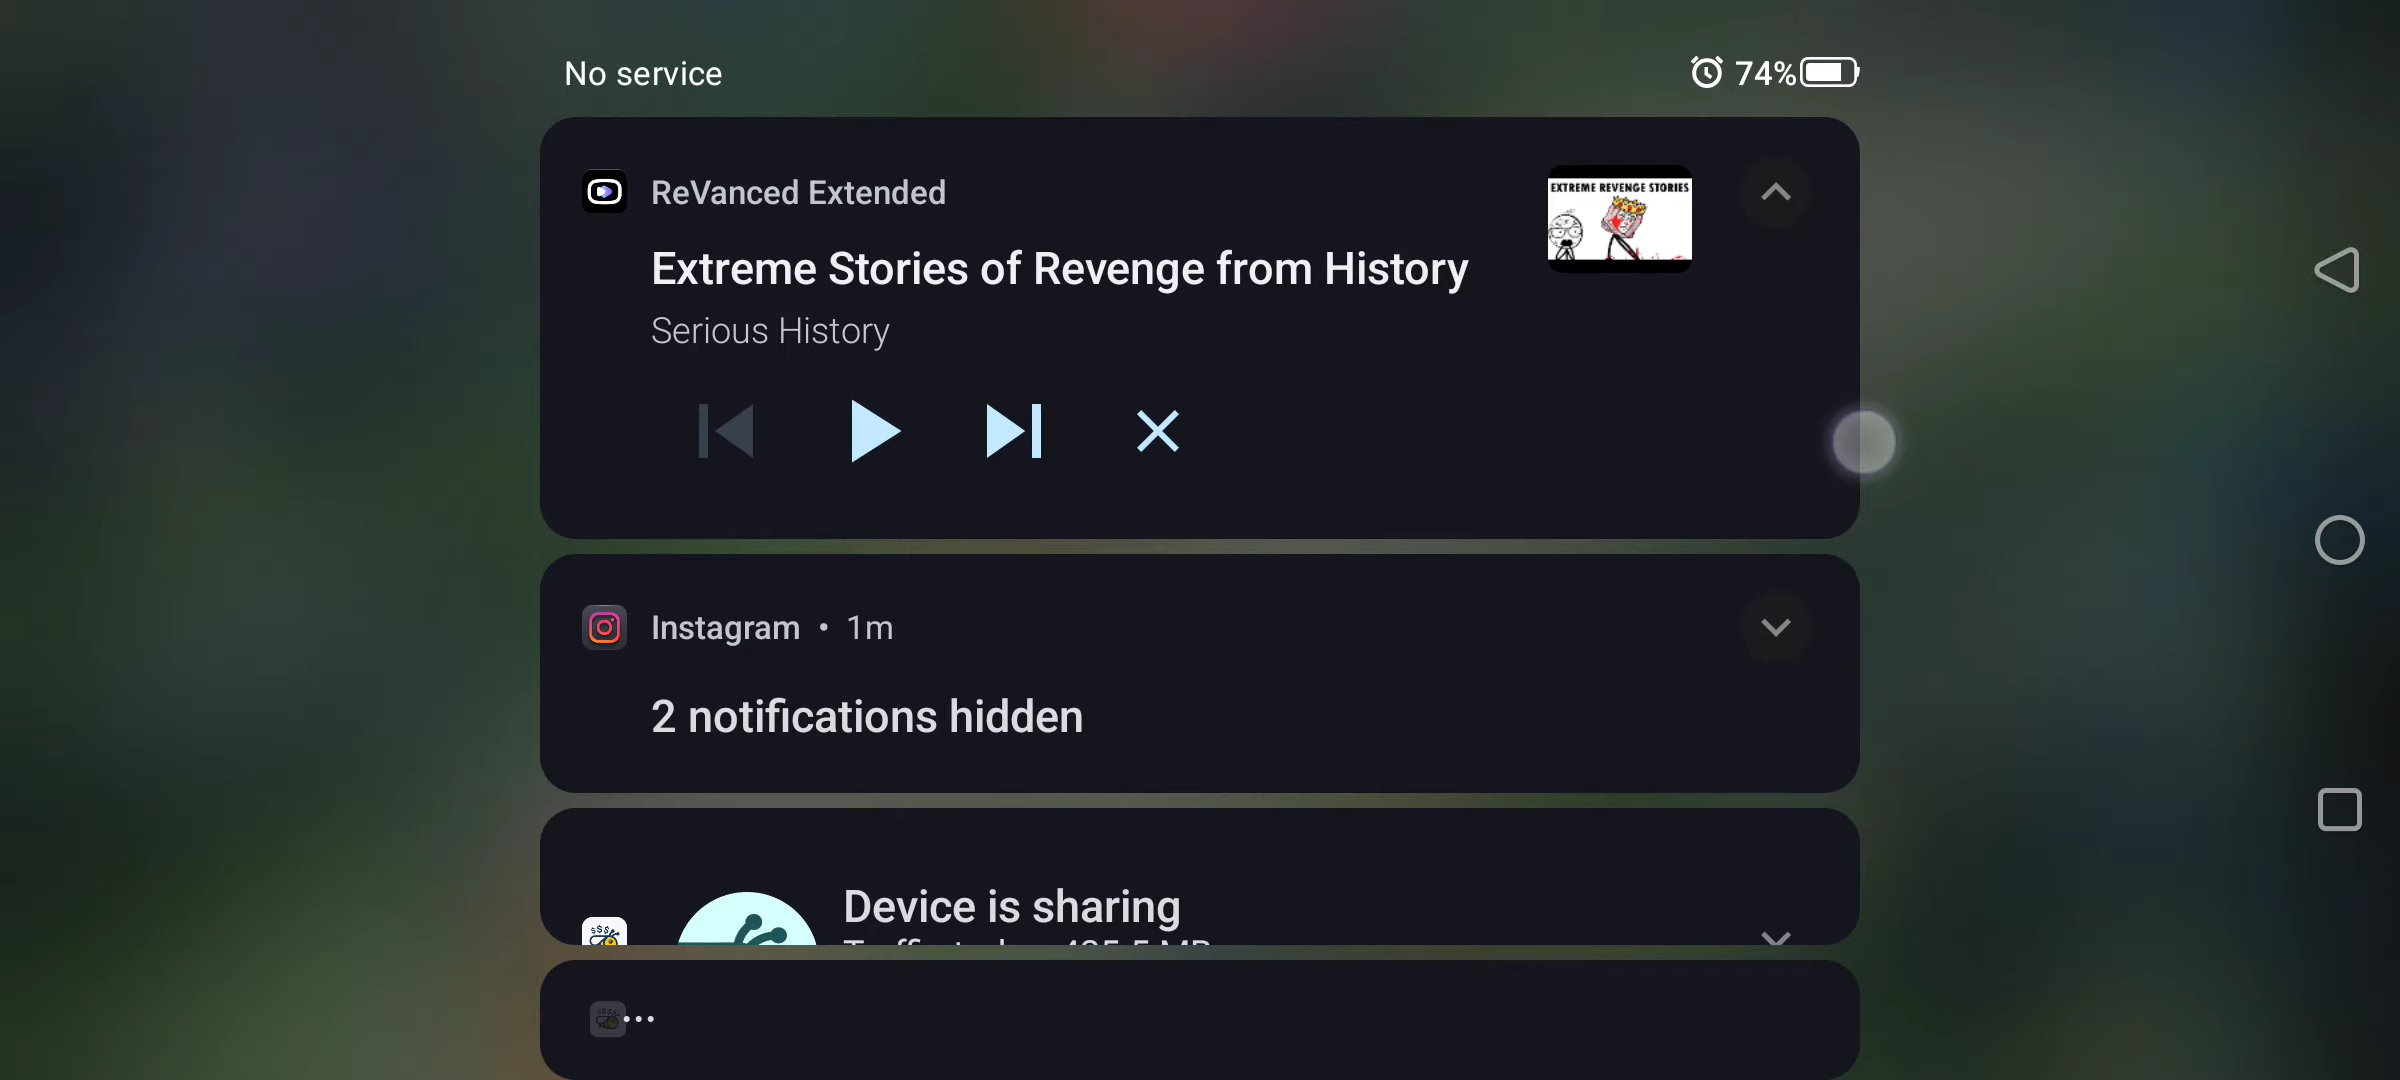 No service
74%
ReVanced Extended
EXTREME REVENGE STORIES
Extreme Stories of Revenge from History
Serious History
Instagram • 1m
2 notifications hidden
Device is sharing
$$$
...